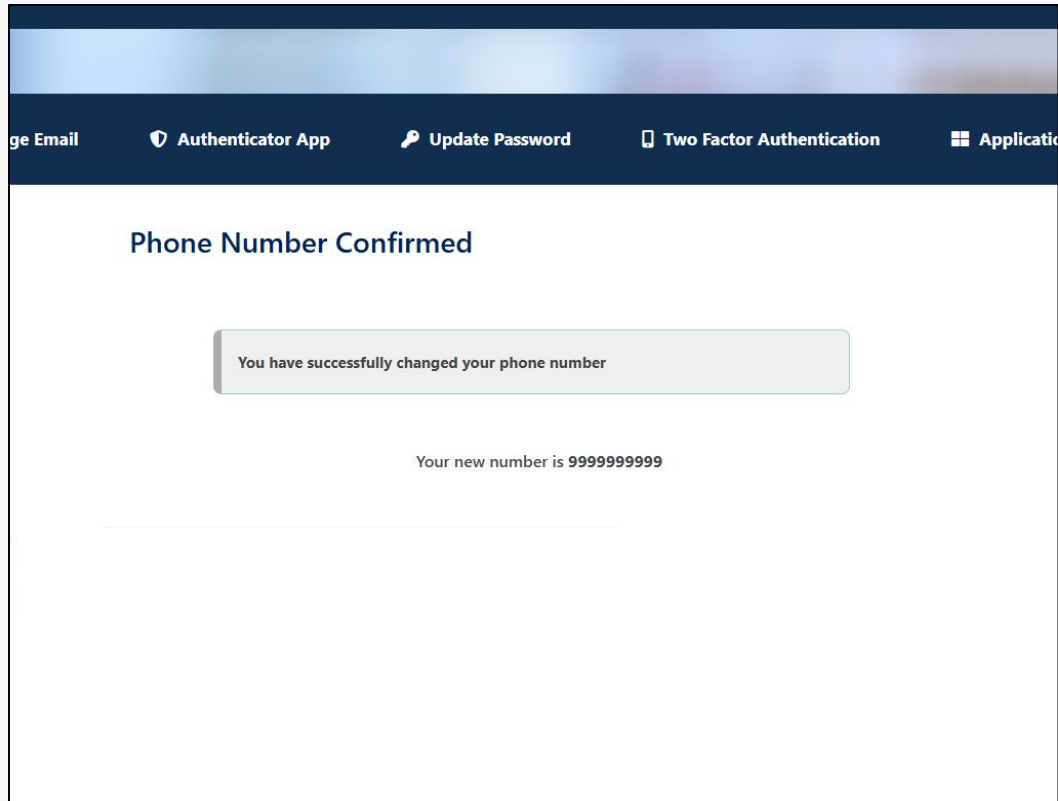 ge Email Authenticator App Update Password Two Factor Authentication Applicatio
Phone Number Confirmed
You have successfully changed your phone number
Your new number is 9999999999